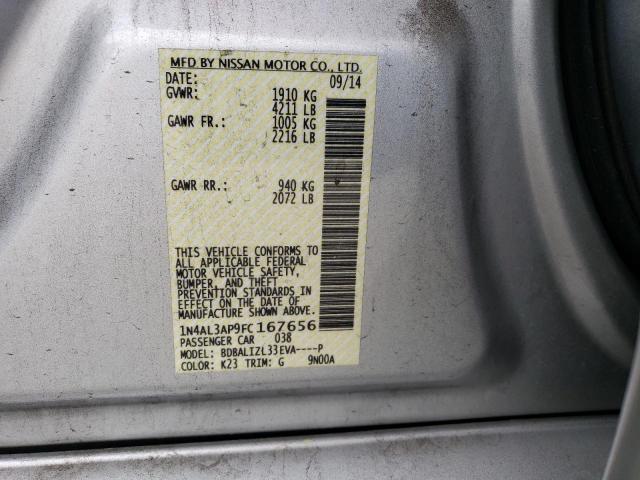 MFD BY NISSAN MOTOR CO., LTD.
DATE: 09/14
GVWR: 1910 KG
4211 LB
GAWR FR.: 1005 KG
2216 LB
GAWR RR.: 940 KG
2072 LB
THIS VEHICLE CONFORMS TO
ALL APPLICABLE FEDERAL
MOTOR VEHICLE SAFETY,
BUMPER, AND THEFT
PREVENTION STANDARDS IN
EFFECT ON THE DATE OF
MANUFACTURE SHOWN ABOVE.
1N4AL3AP9FC167656
PASSENGER CAR 038
MODEL: BDBALIZL33EVA----P
COLOR: K23 TRIM: G 9N00A